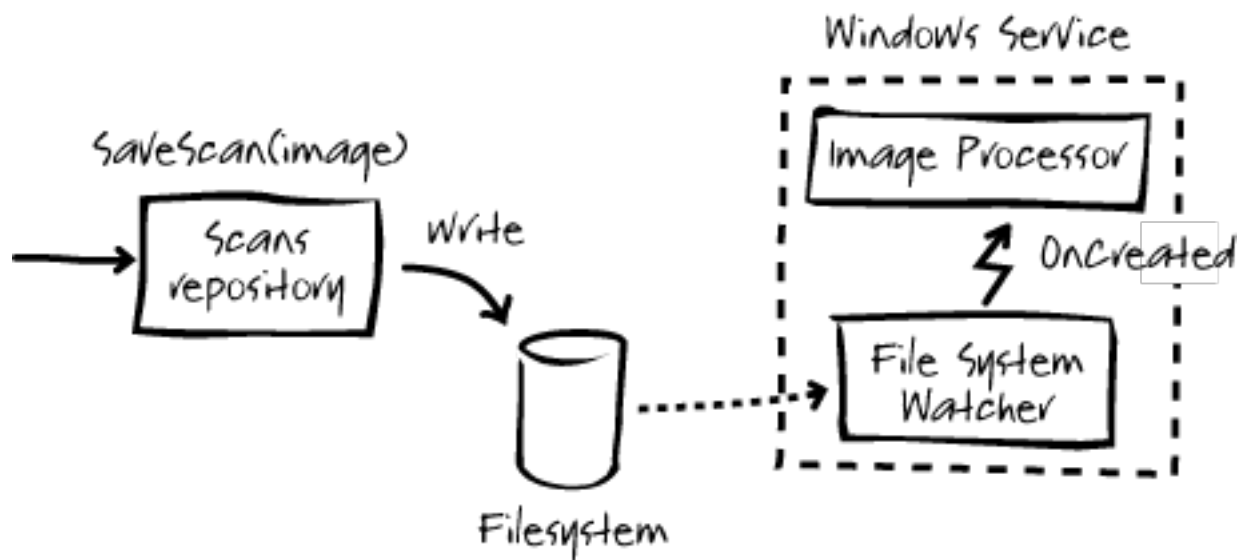 Windows Service
SaveScan(image)
Image Processor
Scans
repository
Write
OnCreated
File System
Watcher
Filesystem